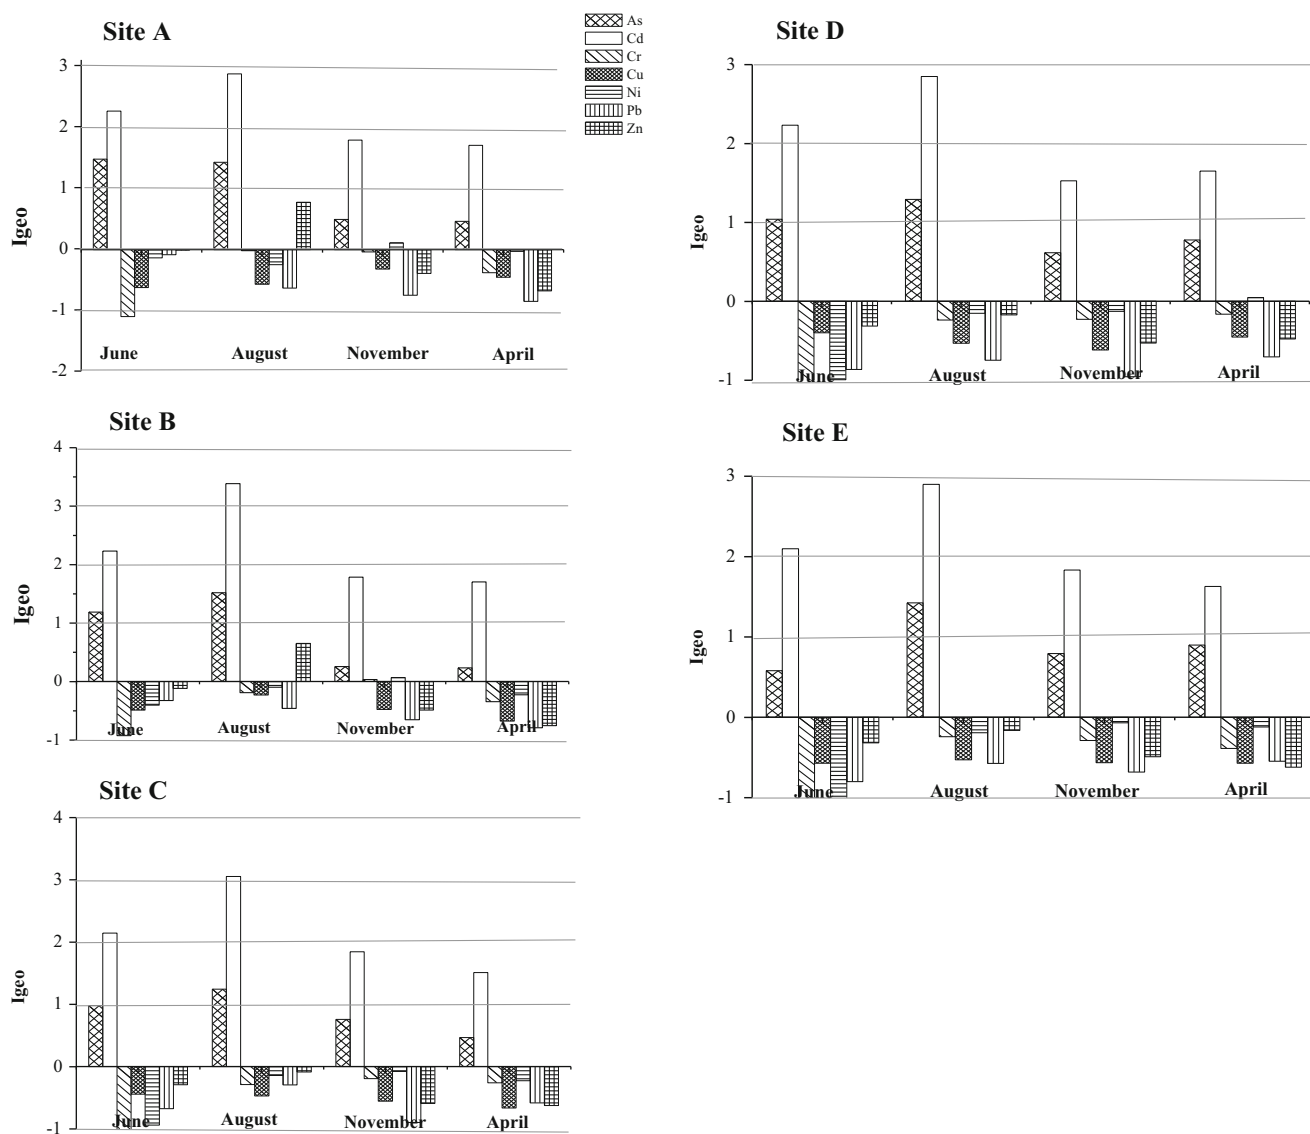 Site A
As
Cd
Cr
Cu
Ni
Pb
Zn
3
2
1
0
-1
-2
Igeo
June August November April
Site B
4
3
2
1
0
-1
Igeo
June August November April
Site C
4
3
2
1
0
-1
Igeo
June August November April
Site D
3
2
1
0
-1
Igeo
June August November April
Site E
3
2
1
0
-1
Igeo
June August November April